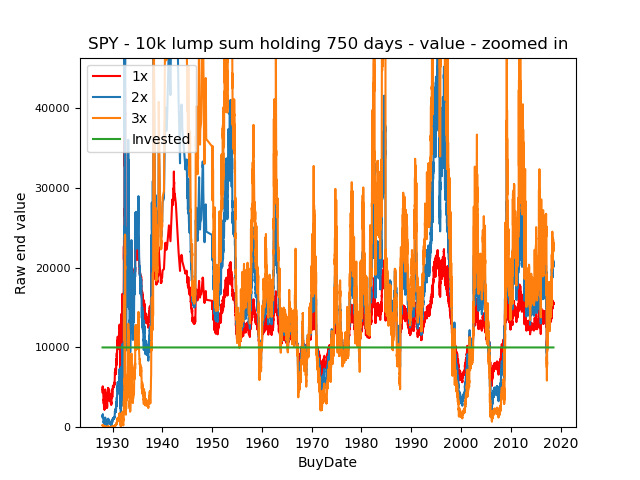 SPY - 10k lump sum holding 750 days - value - zoomed in
1x
2x
3x
Invested
40000
30000
20000
10000
0
Raw end value
1930 1940 1950 1960 1970 1980 1990 2000 2010 2020
BuyDate